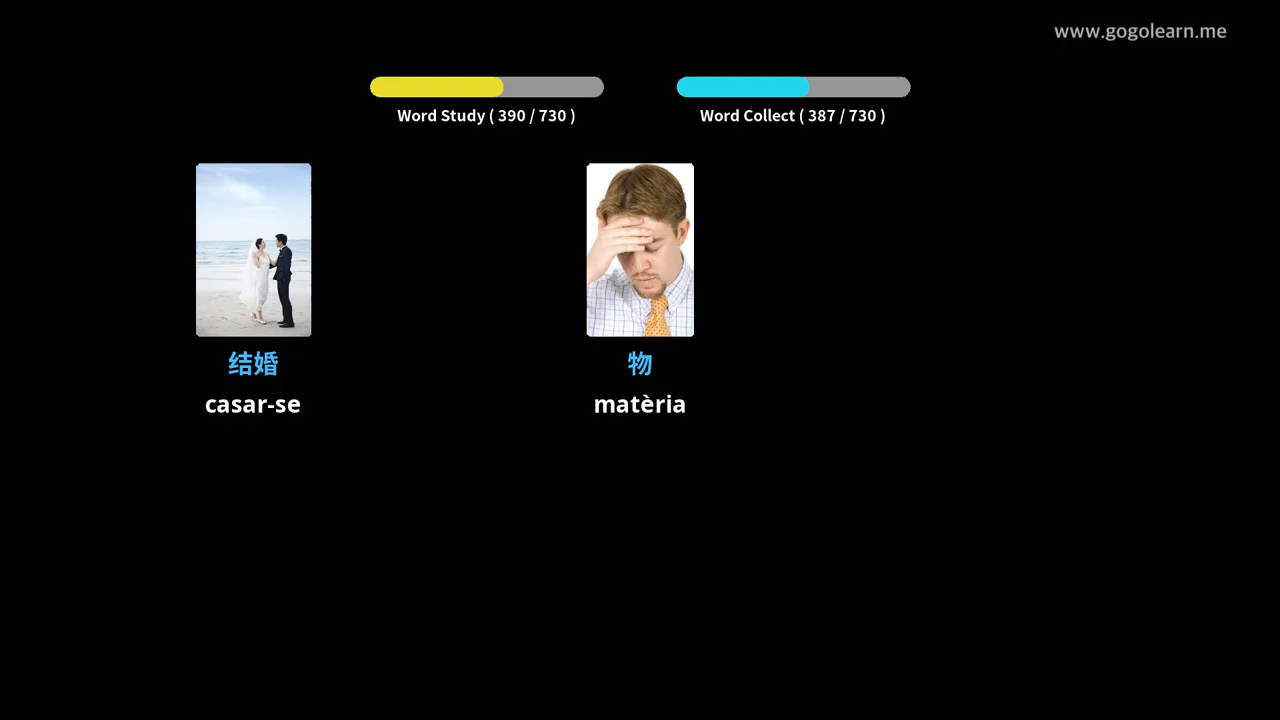 www.gogolearn.me
Word Study ( 390 / 730 )
Word Collect ( 387 / 730 )
结婚
casar-se
物
matèria